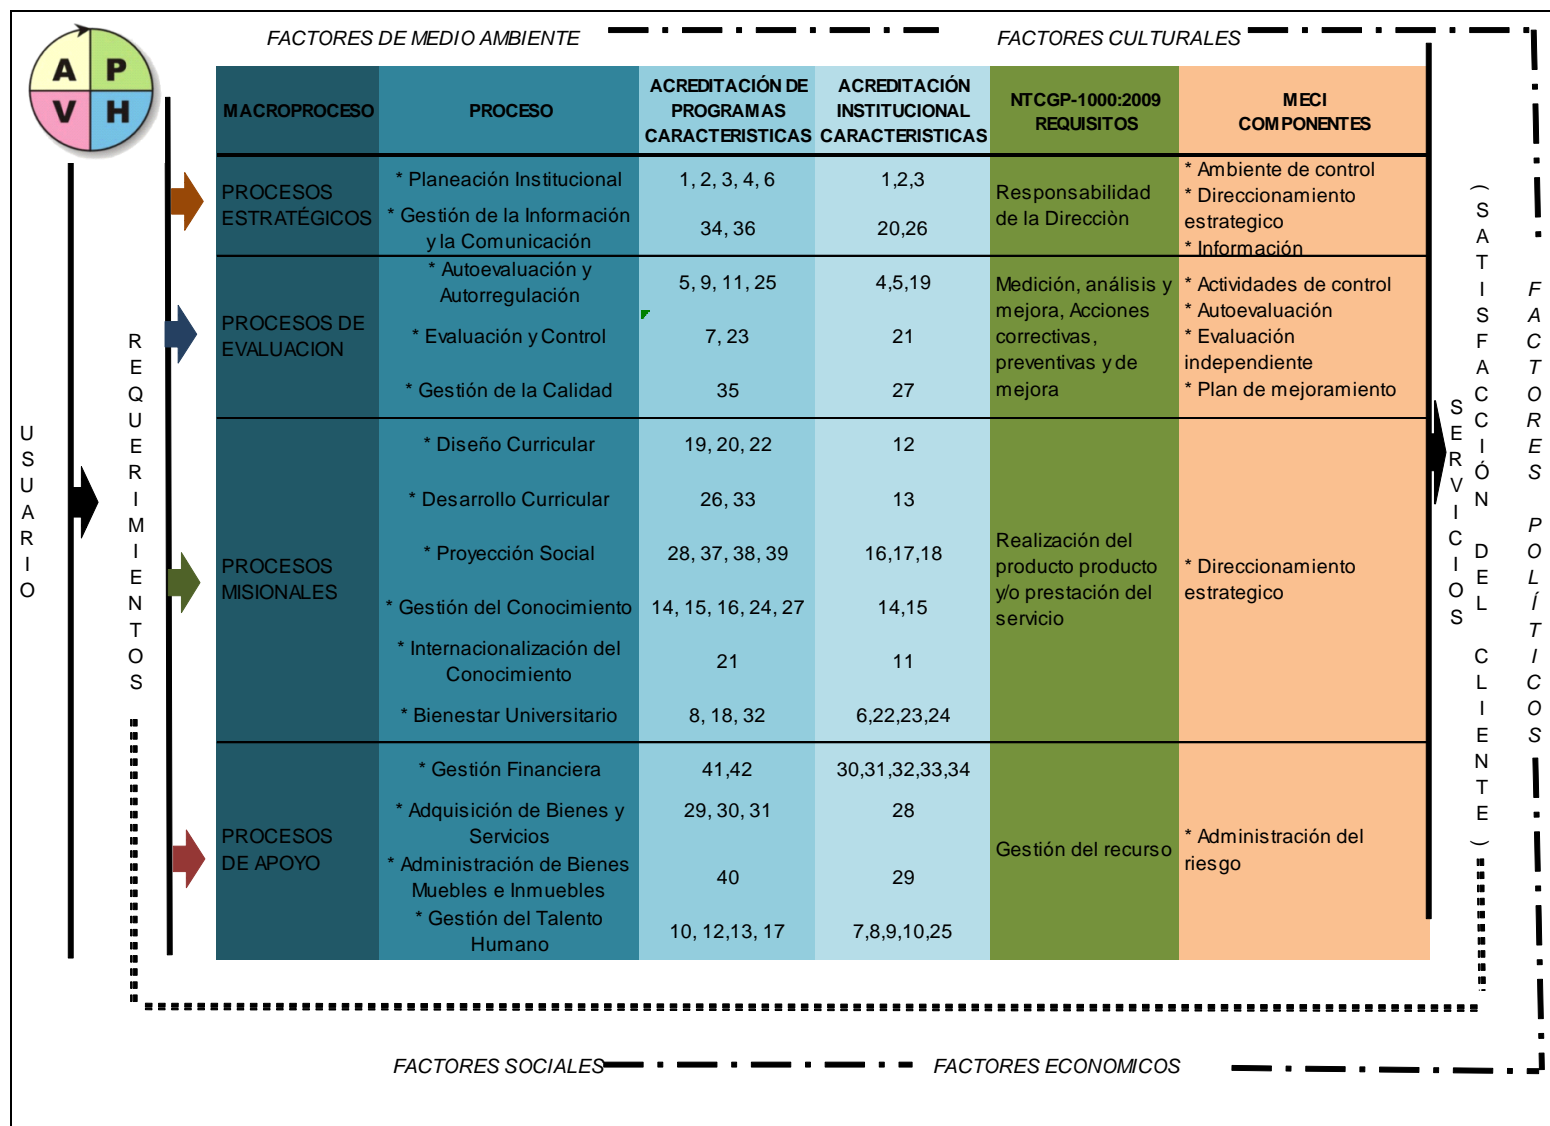 FACTORES DE MEDIO AMBIENTE
FACTORES CULTURALES
A P
V H
MACROPROCESO
PROCESO
ACREDITACIÓN DE
PROGRAMAS
CARACTERISTICAS
ACREDITACIÓN
INSTITUCIONAL
CARACTERISTICAS
NTCGP-1000:2009
REQUISITOS
MECI
COMPONENTES
PROCESOS
ESTRATÉGICOS
* Planeación Institucional
1, 2, 3, 4, 6
1,2,3
* Gestión de la Información
y la Comunicación
34, 36
20,26
Responsabilidad
de la Direcciòn
* Ambiente de control
* Direccionamiento
estrategico
* Información
PROCESOS DE
EVALUACION
* Autoevaluación y
Autorregulación
5, 9, 11, 25
4,5,19
* Evaluación y Control
7, 23
21
* Gestión de la Calidad
35
27
Medición, análisis y
mejora, Acciones
correctivas,
preventivas y de
mejora
* Actividades de control
* Autoevaluación
* Evaluación
independiente
* Plan de mejoramiento
PROCESOS
MISIONALES
* Diseño Curricular
19, 20, 22
12
* Desarrollo Curricular
26, 33
13
* Proyección Social
28, 37, 38, 39
16,17,18
* Gestión del Conocimiento
14, 15, 16, 24, 27
14,15
* Internacionalización del
Conocimiento
21
11
* Bienestar Universitario
8, 18, 32
6,22,23,24
Realización del
producto producto
y/o prestación del
servicio
* Direccionamiento
estrategico
PROCESOS
DE APOYO
* Gestión Financiera
41,42
30,31,32,33,34
* Adquisición de Bienes y
Servicios
29, 30, 31
28
* Administración de Bienes
Muebles e Inmuebles
40
29
* Gestión del Talento
Humano
10, 12,13, 17
7,8,9,10,25
Gestión del recurso
* Administración del
riesgo
USUARIO
REQUERIMIENTOS
SERVICIOS
(SATISFACCIÓN DEL CLIENTE)
FACTORES POLÍTICOS
FACTORES SOCIALES
FACTORES ECONOMICOS